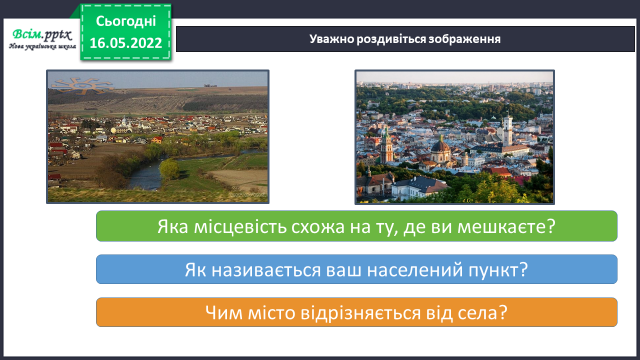 Всім.pptx
Нова українська школа
Сьогодні
16.05.2022
Уважно роздивіться зображення
Яка місцевість схожа на ту, де ви мешкаєте?
Як називається ваш населений пункт?
Чим місто відрізняється від села?